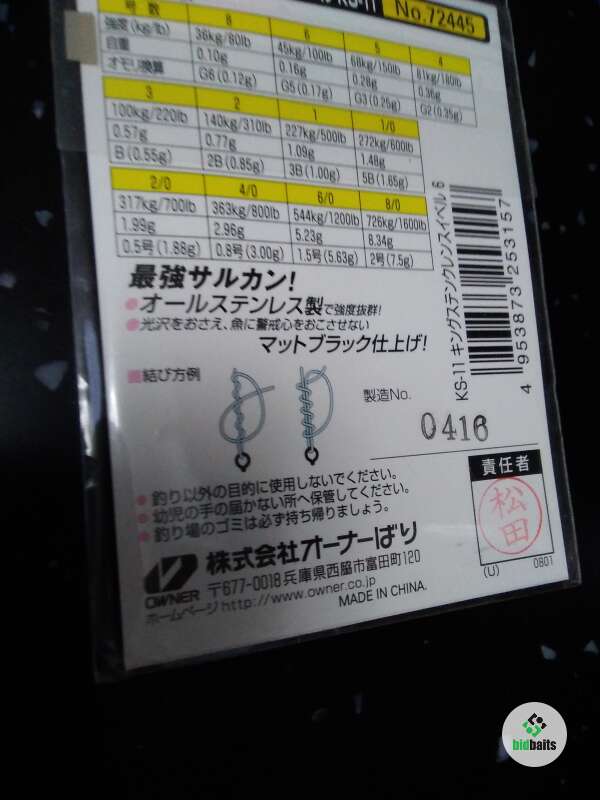 KS-11 No.72445
号数 8 6 5 4
強度(kg/lb) 36kg/80lb 45kg/100lb 68kg/150lb 81kg/180lb
自重 0.10g 0.16g 0.28g 0.36g
オモリ換算 G6(0.12g) G5(0.17g) G3(0.25g) G2(0.35g)
3 2 1 1/0
100kg/220lb 140kg/310lb 227kg/500lb 272kg/600lb
0.57g 0.77g 1.09g 1.48g
B(0.55g) 2B(0.85g) 3B(1.00g) 5B(1.65g)
2/0 4/0 6/0 8/0
317kg/700lb 363kg/800lb 544kg/1200lb 726kg/1600lb
1.99g 2.96g 5.23g 8.34g
0.5号(1.88g) 0.8号(3.00g) 1.5号(5.63g) 2号(7.5g)
最強サルカン!
オールステンレス製で強度抜群!
光沢をおさえ、魚に警戒心をおこさせない
マットブラック仕上げ!
KS-11 キングステンクレンスイベル 6
4 953873 253157
結び方例
製造No.
0416
釣り以外の目的に使用しないでください。
幼児の手の届かない所へ保管してください。
釣り場のゴミは必ず持ち帰りましょう。
責任者
松田
(U) 0801
OWNER
株式会社オーナーばり
〒677-0018兵庫県西脇市富田町120
ホームページhttp://www.owner.co.jp
MADE IN CHINA.
bidbaits